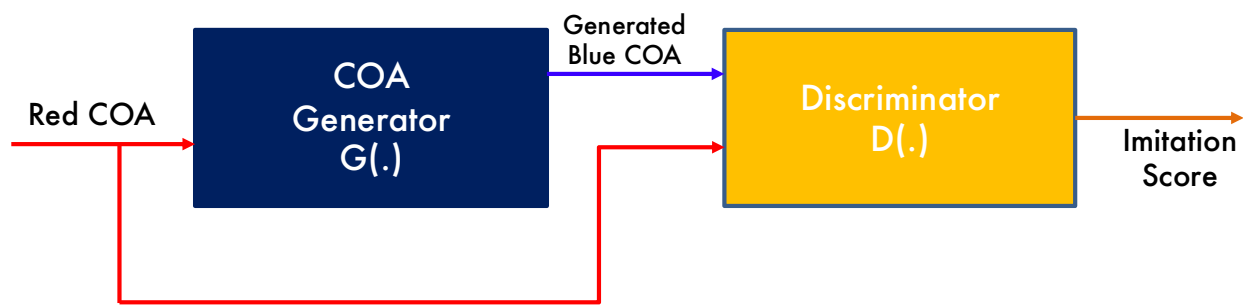 Red COA
COA
Generator
G(.)
Generated
Blue COA
Discriminator
D(.)
Imitation
Score